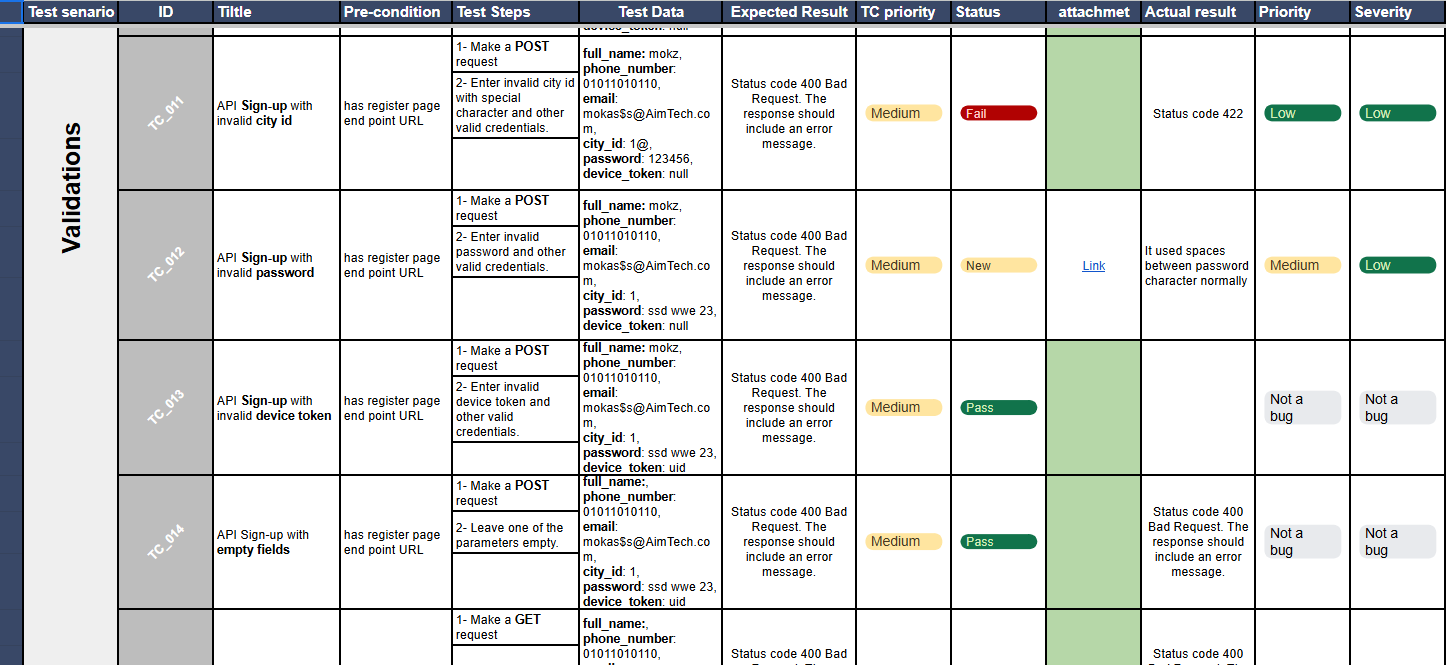 Test senario ID Tiltle Pre-condition Test Steps Test Data Expected Result TC priority Status attachmet Actual result Priority Severity
Validations
TC_011
API Sign-up with
invalid city id
has register page
end point URL
1- Make a POST
request
2- Enter invalid city id
with special
character and other
valid credentials.
full_name: mokz,
phone_number:
01011010110,
email:
mokas$s@AimTech.co
m,
city_id: 1@,
password: 123456,
device_token: null
Status code 400 Bad
Request. The
response should
include an error
message.
Medium
Fail
Status code 422
Low
Low
TC_012
API Sign-up with
invalid password
has register page
end point URL
1- Make a POST
request
2- Enter invalid
password and other
valid credentials.
full_name: mokz,
phone_number:
01011010110,
email:
mokas$s@AimTech.co
m,
city_id: 1,
password: ssd wwe 23,
device_token: null
Status code 400 Bad
Request. The
response should
include an error
message.
Medium
New
Link
It used spaces
between password
character normally
Medium
Low
TC_013
API Sign-up with
invalid device token
has register page
end point URL
1- Make a POST
request
2- Enter invalid
device token and
other valid
credentials.
full_name: mokz,
phone_number:
01011010110,
email:
mokas$s@AimTech.co
m,
city_id: 1,
password: ssd wwe 23,
device_token: uid
Status code 400 Bad
Request. The
response should
include an error
message.
Medium
Pass
Not a
bug
Not a
bug
TC_014
API Sign-up with
empty fields
has register page
end point URL
1- Make a POST
request
2- Leave one of the
parameters empty.
full_name:,
phone_number:
01011010110,
email:
mokas$s@AimTech.co
m,
city_id: 1,
password: ssd wwe 23,
device_token: uid
Status code 400 Bad
Request. The
response should
include an error
message.
Medium
Pass
Status code 400
Bad Request. The
response should
include an error
message.
Not a
bug
Not a
bug
1- Make a GET
request
full_name:,
phone_number:
01011010110,
Status code 400 Bad
Status code 400